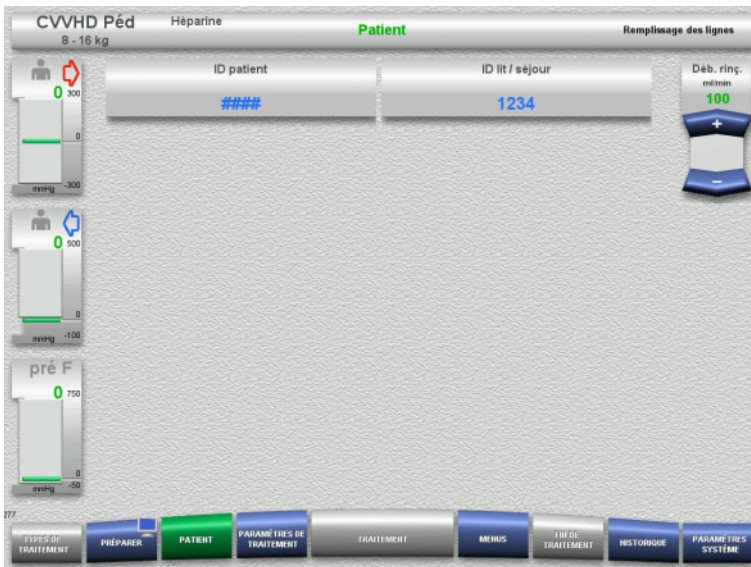 CVVHD Péd
8 - 16 kg
Héparine
Patient
Remplissage des lignes
0
300
0
mmHg
-300
ID patient
####
ID lit / séjour
1234
Déb. rinç.
ml/min
100
+
−
0
500
0
mmHg
-100
pré F
0
750
0
mmHg
-50
277
TYPES DE
TRAITEMENT
PRÉPARER
PATIENT
PARAMÈTRES DE
TRAITEMENT
TRAITEMENT
MENUS
FIN DE
TRAITEMENT
HISTORIQUE
PARAMÈTRES
SYSTÈME